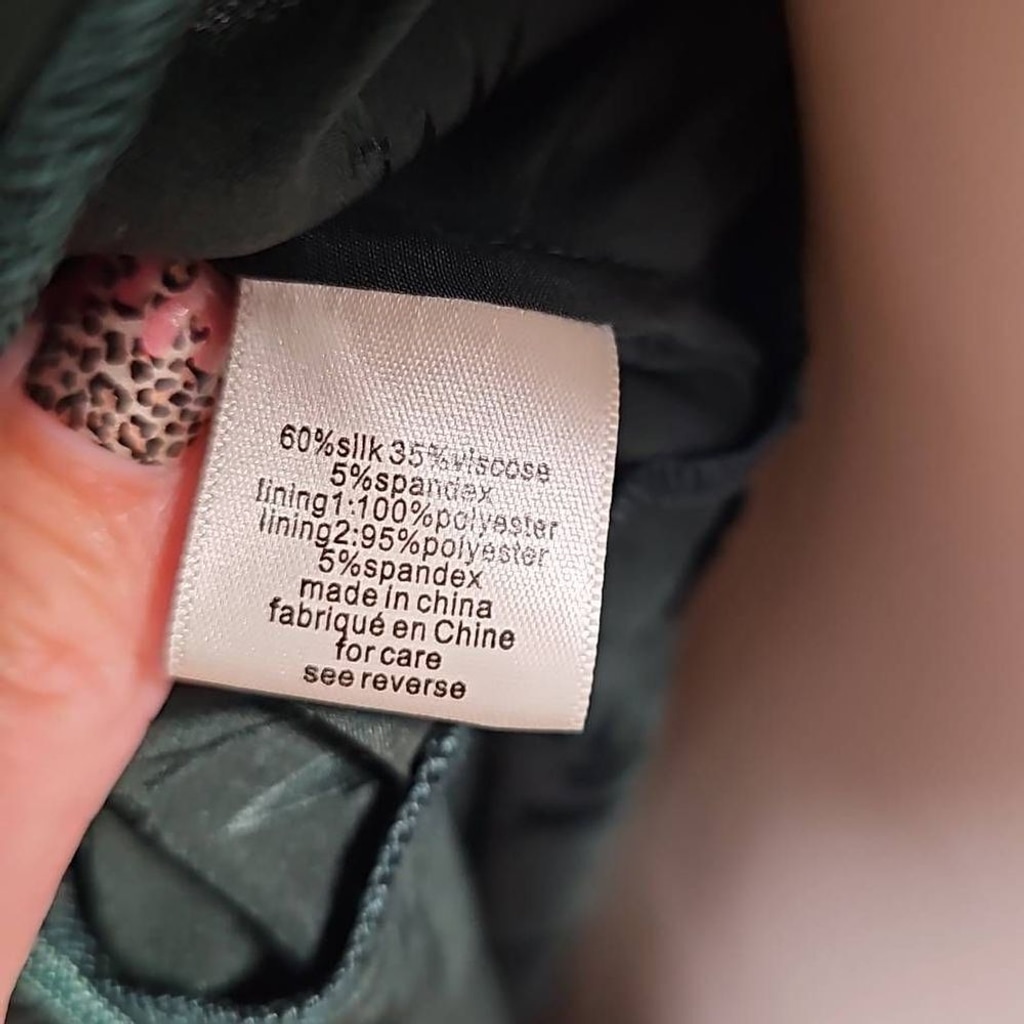 60%silk 35%viscose
5%spandex
lining1:100%polyester
lining2:95%polyester
5%spandex
made in china
fabriqué en Chine
for care
see reverse